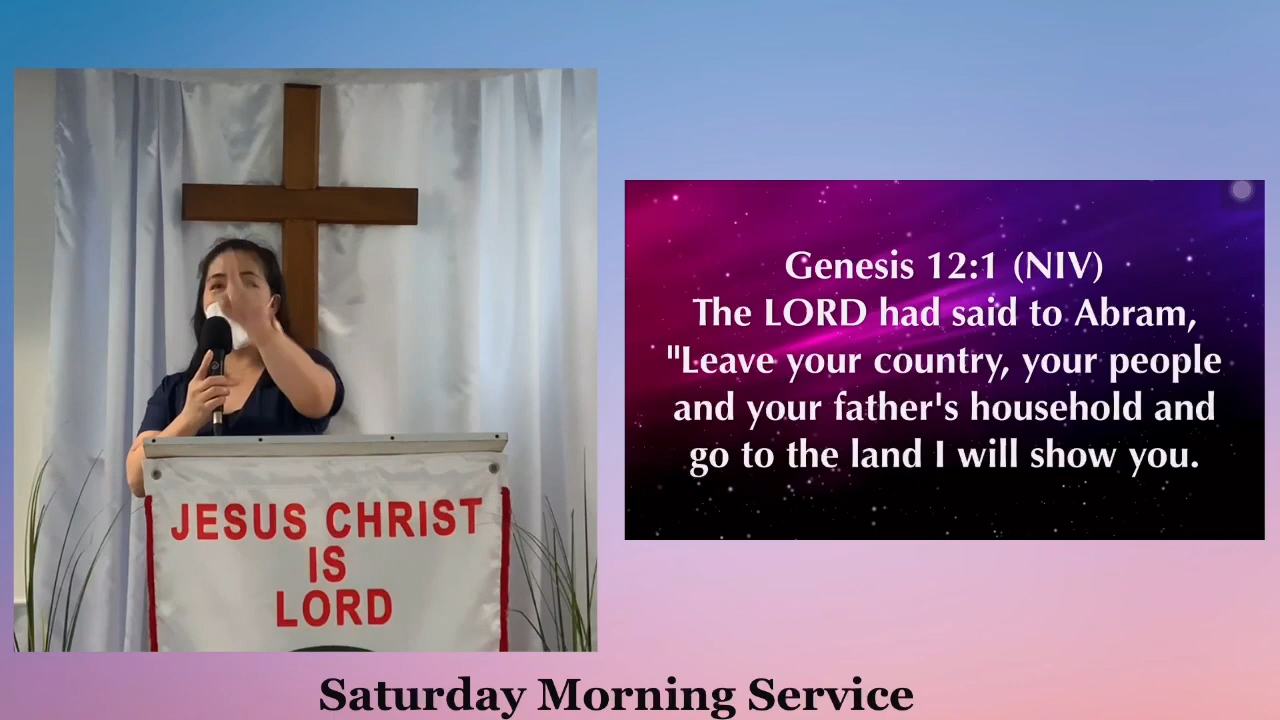 JESUS CHRIST
IS
LORD
Genesis 12:1 (NIV)
The LORD had said to Abram,
"Leave your country, your people
and your father's household and
go to the land I will show you.
Saturday Morning Service